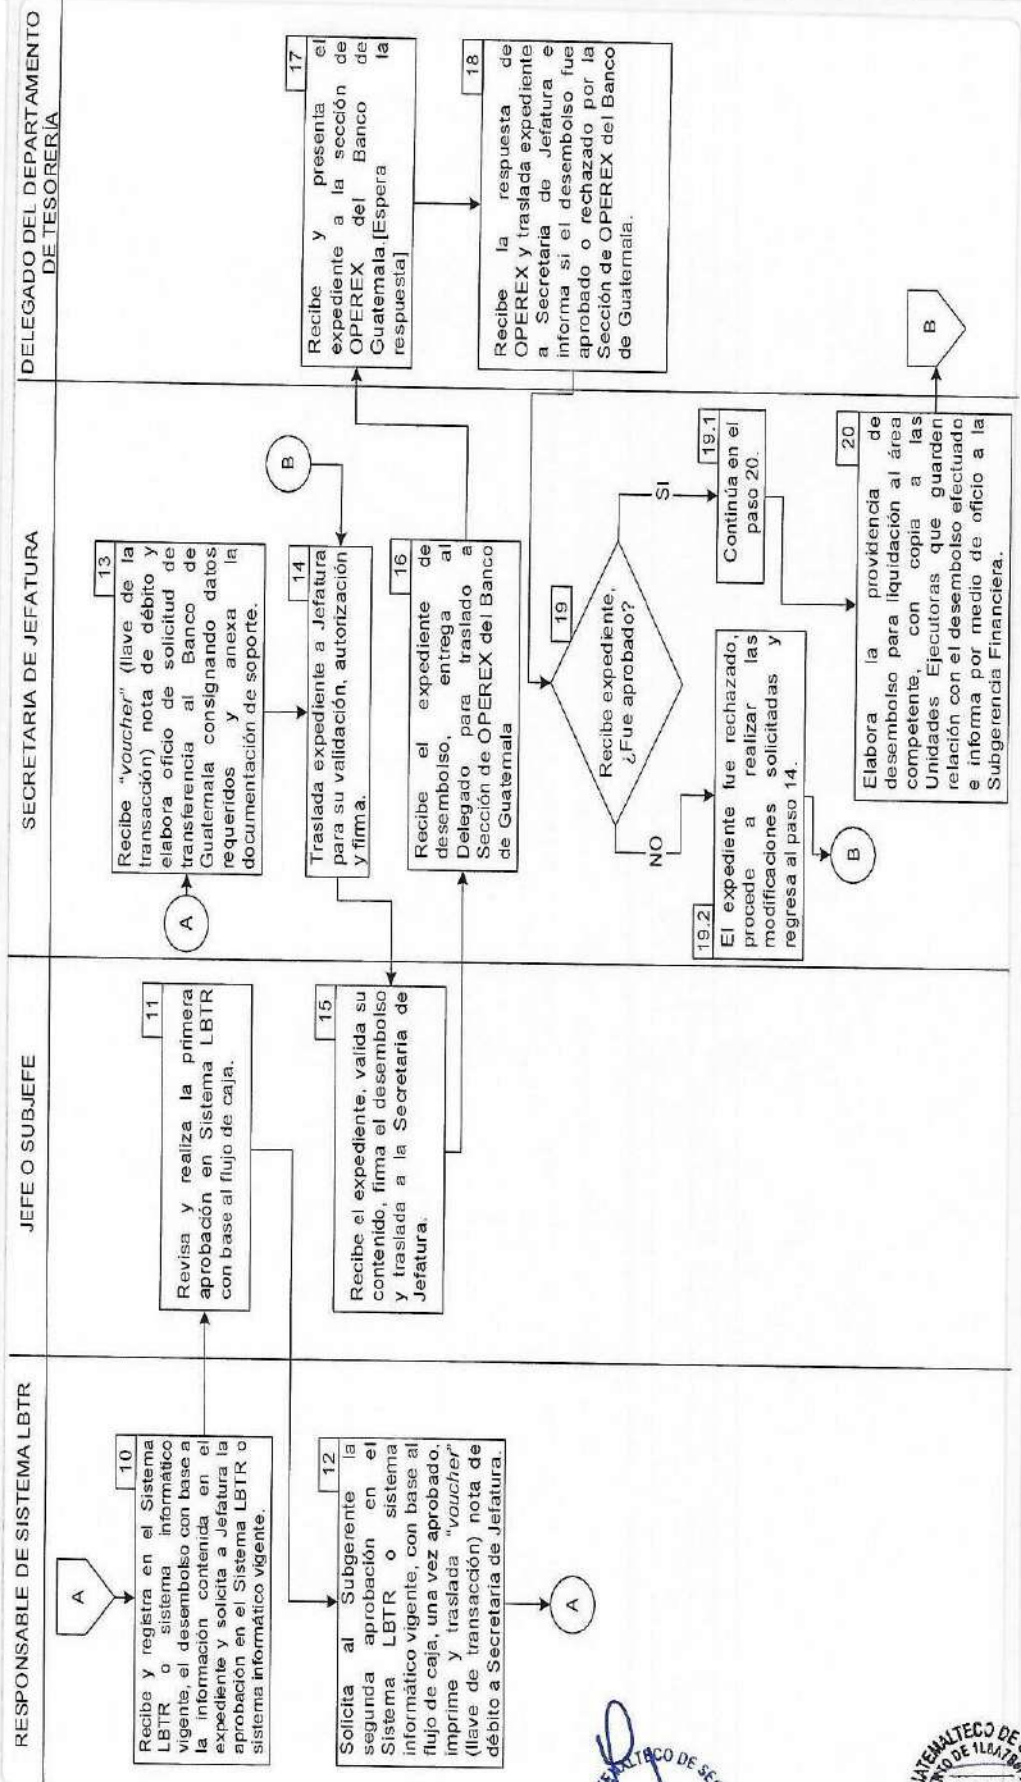 RESPONSABLE DE SISTEMA LBTR
JEFE O SUBJEFE
SECRETARIA DE JEFATURA
DELEGADO DEL DEPARTAMENTO
DE TESORERÍA
A
10
Recibe y registra en el Sistema
LBTR o sistema informático
vigente, el desembolso con base a
la información contenida en el
expediente y solicita a Jefatura la
aprobación en el Sistema LBTR o
sistema informático vigente.
11
Revisa y realiza la primera
aprobación en Sistema LBTR
con base al flujo de caja.
12
Solicita al Subgerente la
segunda aprobación en el
Sistema LBTR o sistema
informático vigente, con base al
flujo de caja, una vez aprobado,
imprime y traslada "voucher"
(llave de transacción) nota de
débito a Secretaria de Jefatura.
A
A
13
Recibe "voucher" (llave de la
transacción) nota de débito y
elabora oficio de solicitud de
transferencia al Banco de
Guatemala consignando datos
requeridos y anexa la
documentación de soporte.
B
14
Traslada expediente a Jefatura
para su validación, autorización
y firma.
15
Recibe el expediente, valida su
contenido, firma el desembolso
y traslada a la Secretaria de
Jefatura.
16
Recibe el expediente de
desembolso, entrega al
Delegado para traslado a
Sección de OPEREX del Banco
de Guatemala
17
Recibe y presenta el
expediente a la sección de
OPEREX del Banco de
Guatemala.[Espera la
respuesta]
18
Recibe la respuesta de
OPEREX y traslada expediente
a Secretaria de Jefatura e
informa si el desembolso fue
aprobado o rechazado por la
Sección de OPEREX del Banco
de Guatemala.
19
Recibe expediente,
¿Fue aprobado?
NO
SI
19.1
Continúa en el
paso 20.
19.2
El expediente fue rechazado,
procede a realizar las
modificaciones solicitadas y
regresa al paso 14.
B
20
Elabora la providencia de
desembolso para liquidación al área
competente, con copia a las
Unidades Ejecutoras que guarden
relación con el desembolso efectuado
e informa por medio de oficio a la
Subgerencia Financiera.
B